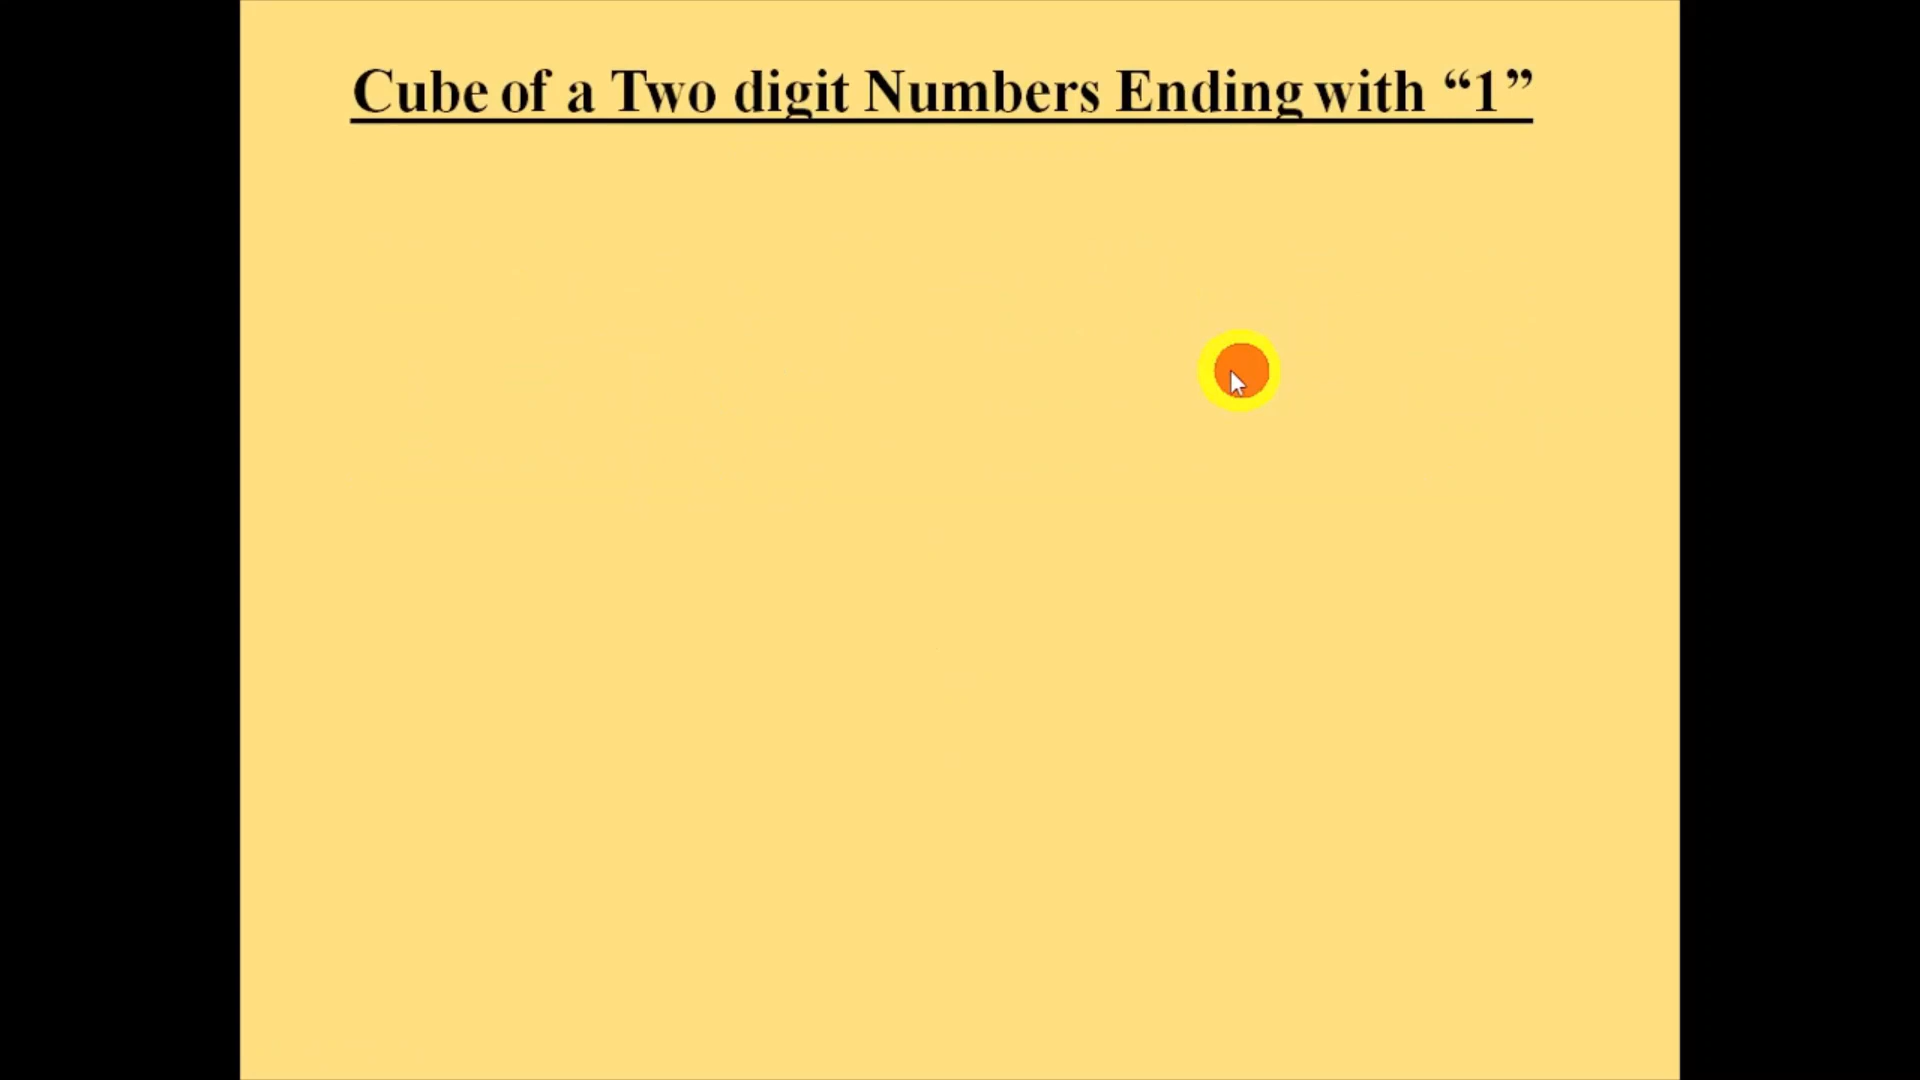 Cube of a Two digit Numbers Ending with “1”